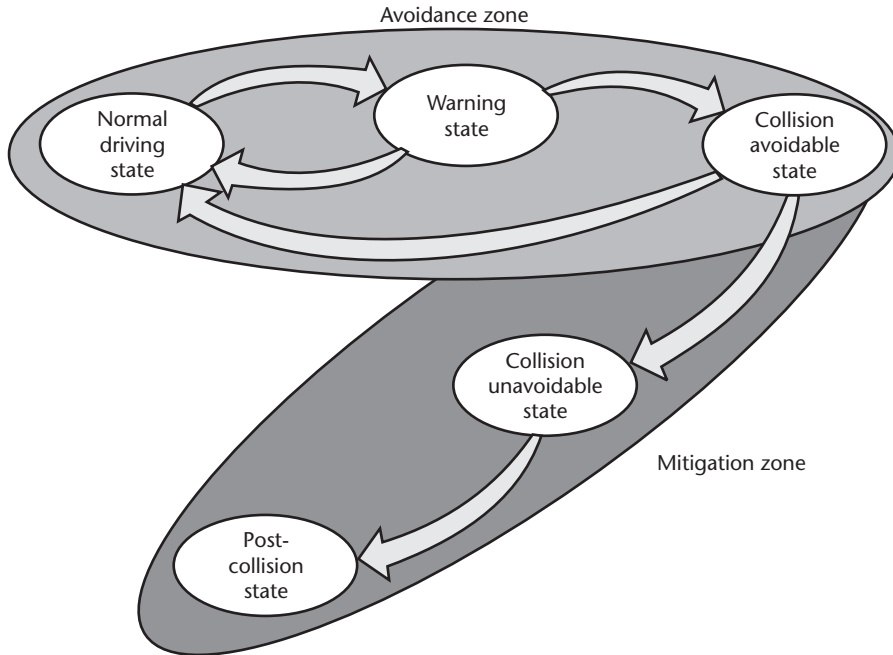 Avoidance zone
Normal
driving
state
Warning
state
Collision
avoidable
state
Collision
unavoidable
state
Mitigation zone
Post-
collision
state